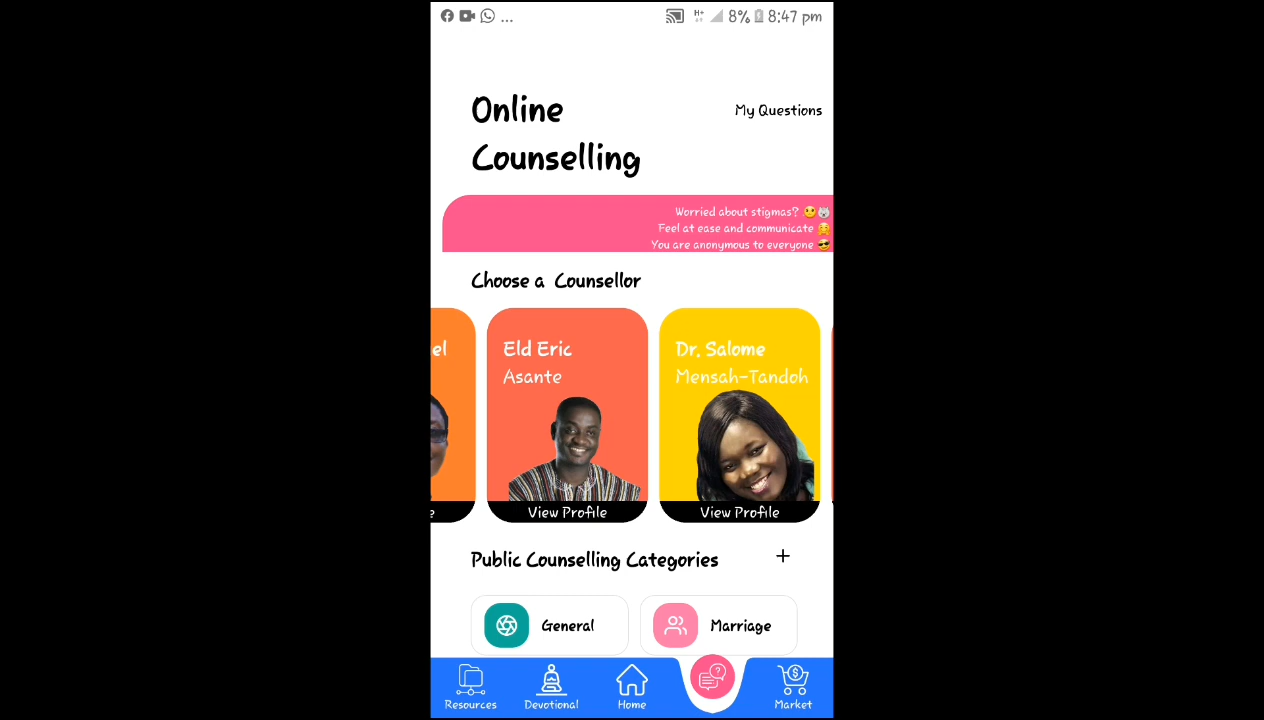 ... H+ 8% 8:47 pm
Online
Counselling
My Questions
Worried about stigmas?
Feel at ease and communicate
You are anonymous to everyone
Choose a Counsellor
el
e
Eld Eric
Asante
View Profile
Dr. Salome
Mensah-Tandoh
View Profile
Public Counselling Categories +
General
Marriage
Resources
Devotional
Home
Market